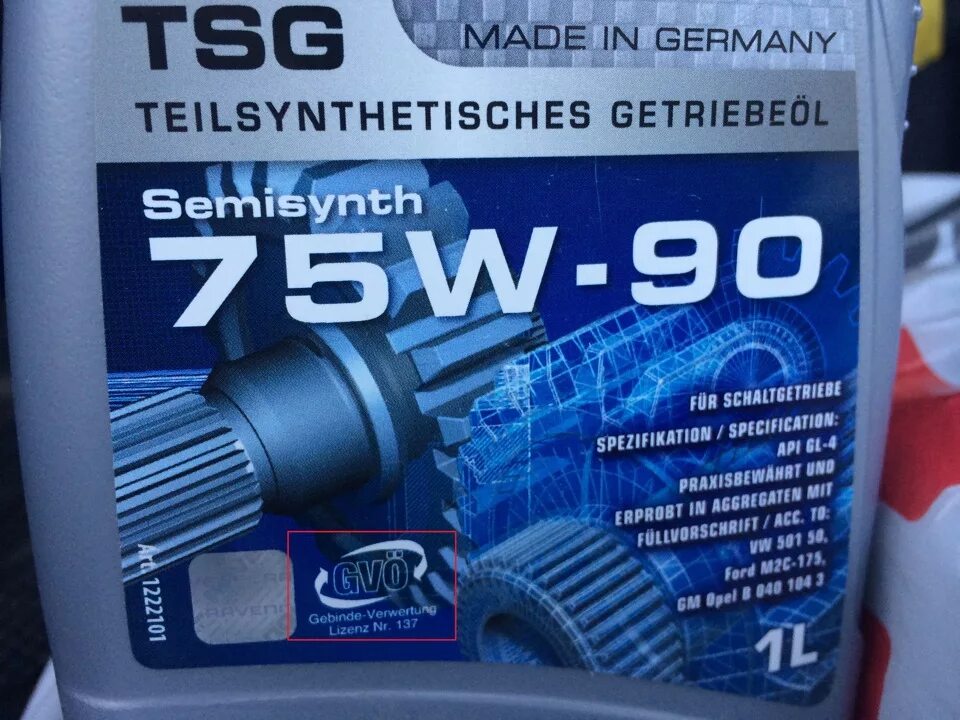 TSG
MADE IN GERMANY
TEILSYNTHETISCHES GETRIEBEÖL
Semisynth
75W-90
FÜR SCHALTGETRIEBE
SPEZIFIKATION / SPECIFICATION:
API GL-4
PRAXISBEWÄHRT UND
ERPROBT IN AGGREGATEN MIT
FÜLLVORSCHRIFT / ACC. TO:
VW 501 50,
Ford M2C-175,
GM Opel B 040 104 3
1L
GVÖ
Gebinde-Verwertung
Lizenz Nr. 137
1222101